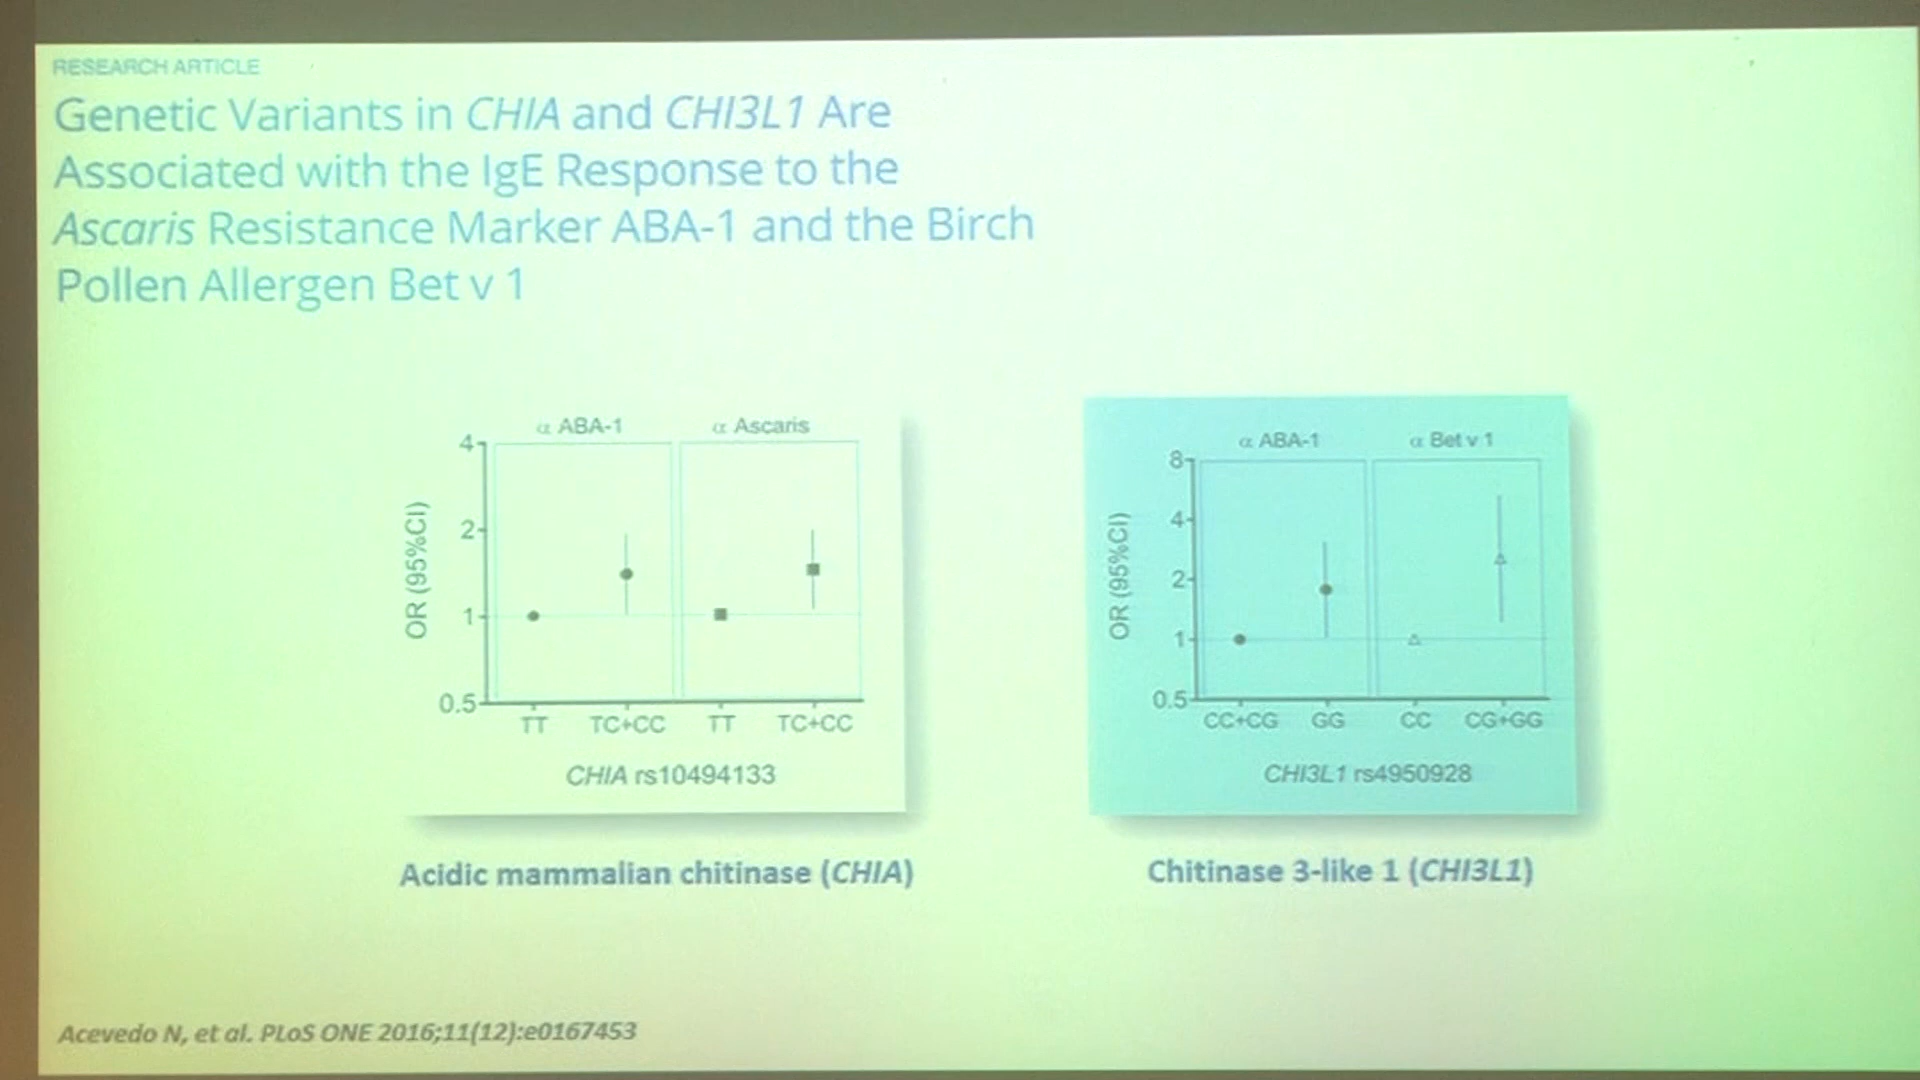 RESEARCH ARTICLE
Genetic Variants in CHIA and CHI3L1 Are
Associated with the IgE Response to the
Ascaris Resistance Marker ABA-1 and the Birch
Pollen Allergen Bet v 1
α ABA-1 α Ascaris
4
2
1
0.5
OR (95%CI)
TT TC+CC TT TC+CC
CHIA rs10494133
Acidic mammalian chitinase (CHIA)
α ABA-1 α Bet v 1
8
4
2
1
0.5
OR (95%CI)
CC+CG GG CC CG+GG
CHI3L1 rs4950928
Chitinase 3-like 1 (CHI3L1)
Acevedo N, et al. PLoS ONE 2016;11(12):e0167453